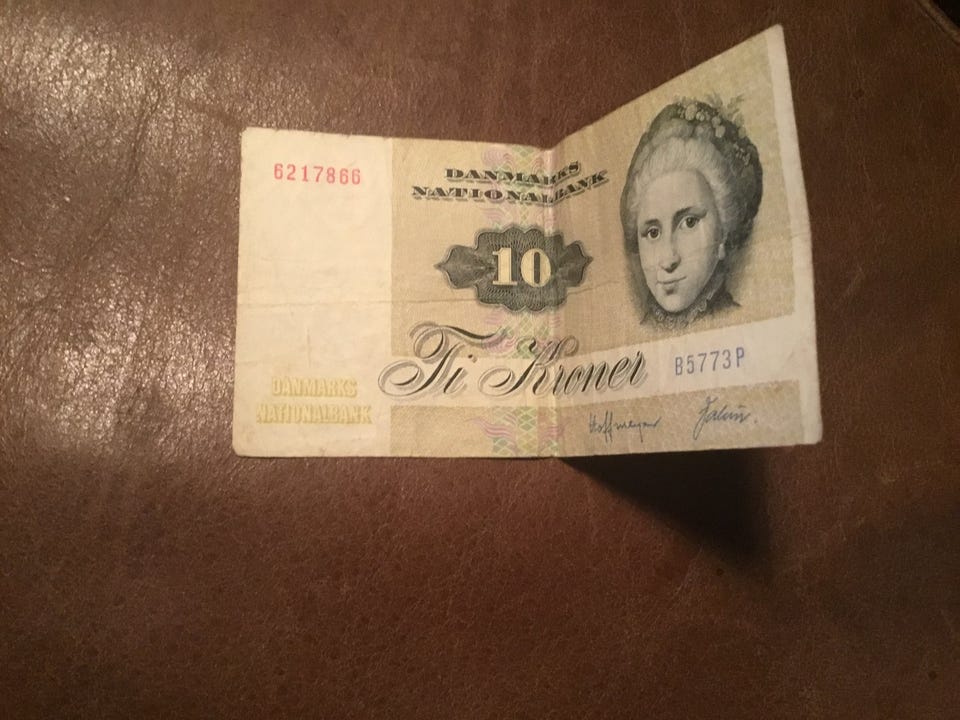 6217866
DANMARKS
NATIONALBANK
10
Ti Kroner
B5773P
DANMARKS
NATIONALBANK
Hoffmeyer